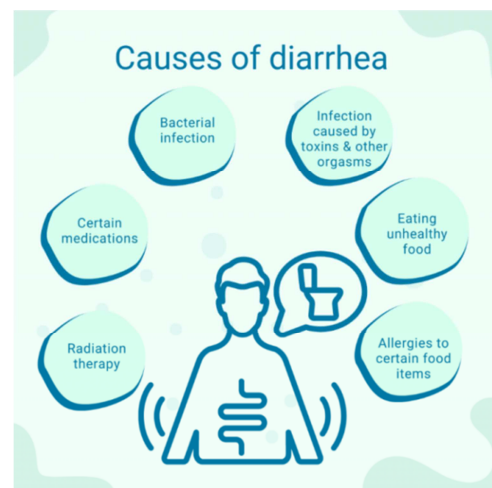 Causes of diarrhea
Bacterial
infection
Infection
caused by
toxins & other
orgasms
Certain
medications
Eating
unhealthy
food
Radiation
therapy
Allergies to
certain food
items